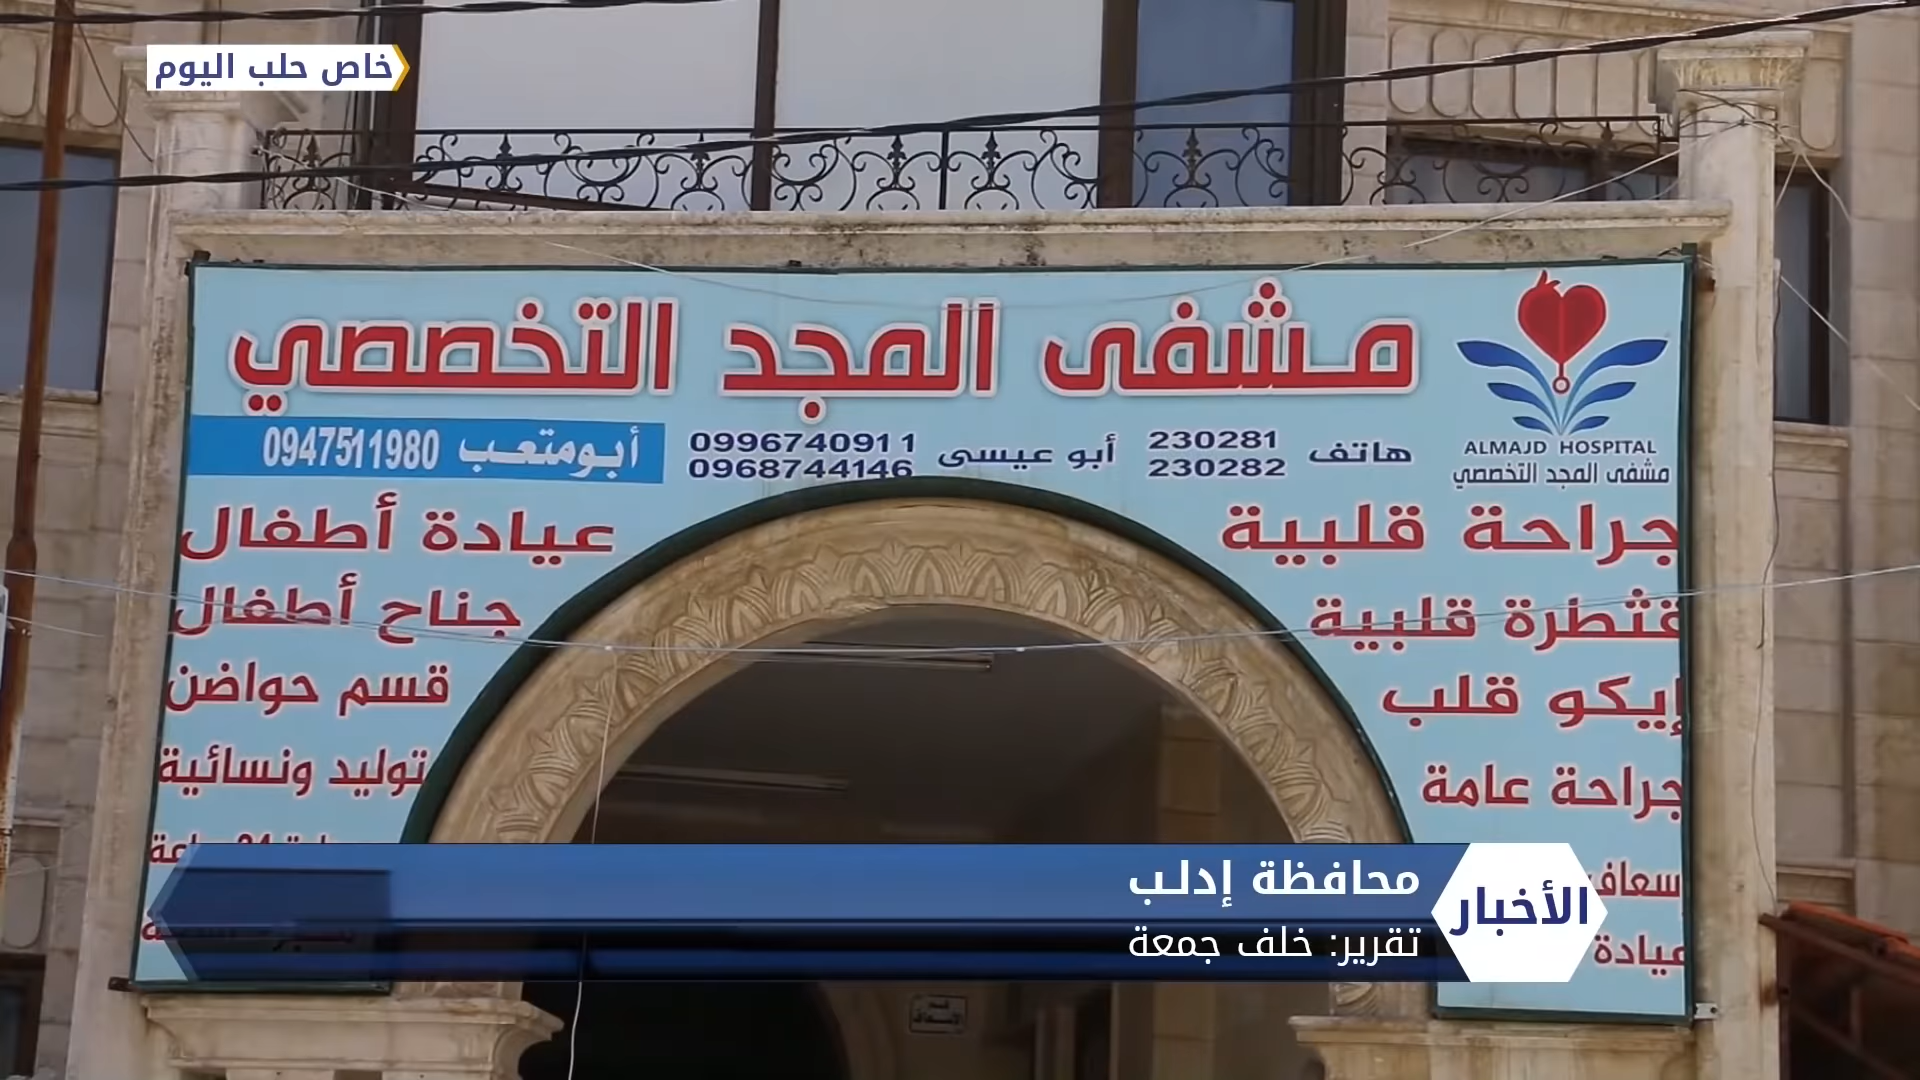 خاص حلب اليوم
مشفى المجد التخصصي
ALMAJD HOSPITAL
مشفى المجد التخصصي
هاتف 230281 230282
أبو عيسى 0996740911 0968744146
أبومتعب 0947511980
جراحة قلبية
قثطرة قلبية
إيكو قلب
جراحة عامة
عيادة أطفال
جناح أطفال
قسم حواضن
توليد ونسائية
الأخبار
محافظة إدلب
تقرير: خلف جمعة